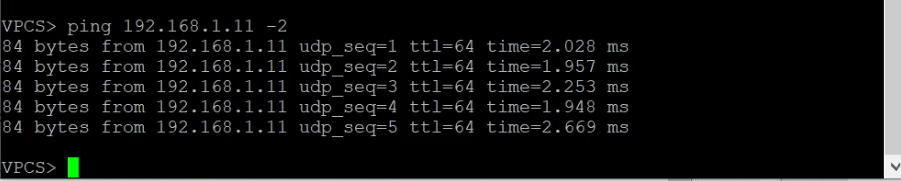 VPCS> ping 192.168.1.11 -2
84 bytes from 192.168.1.11 udp_seq=1 ttl=64 time=2.028 ms
84 bytes from 192.168.1.11 udp_seq=2 ttl=64 time=1.957 ms
84 bytes from 192.168.1.11 udp_seq=3 ttl=64 time=2.253 ms
84 bytes from 192.168.1.11 udp_seq=4 ttl=64 time=1.948 ms
84 bytes from 192.168.1.11 udp_seq=5 ttl=64 time=2.669 ms
VPCS>